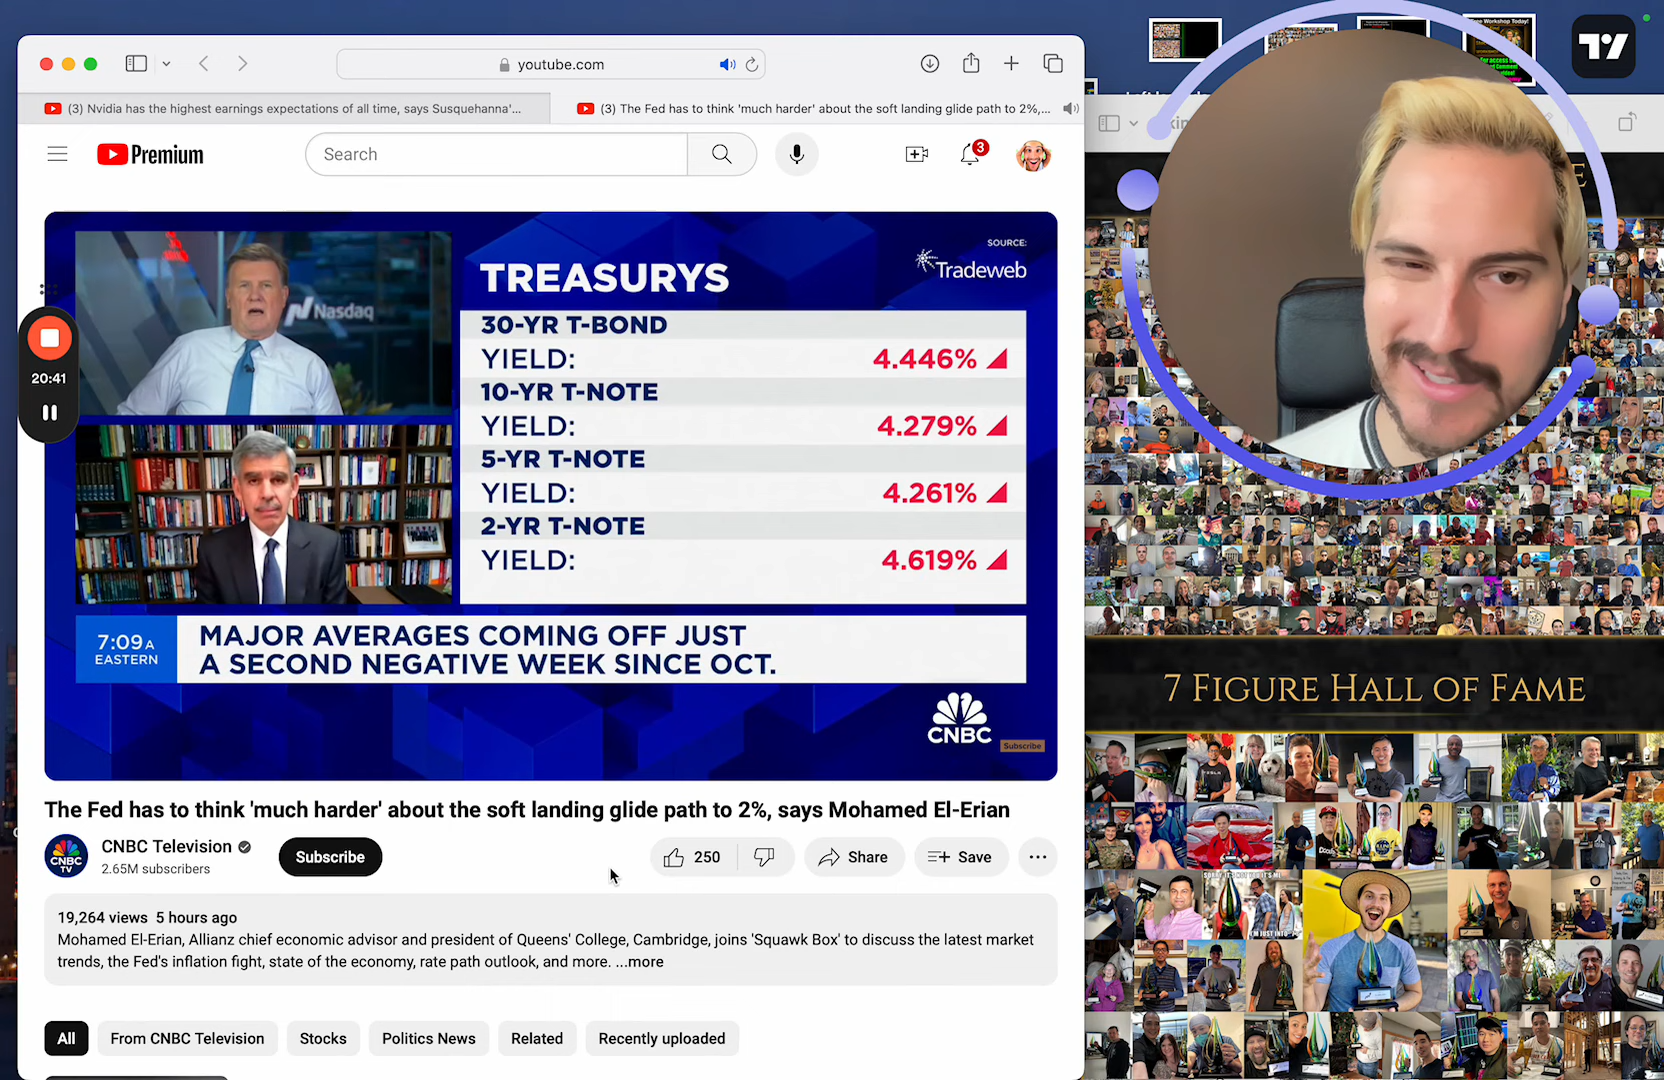 youtube.com
(3) Nvidia has the highest earnings expectations of all time, says Susquehanna'...
(3) The Fed has to think 'much harder' about the soft landing glide path to 2%,...
Premium
Search
3
20:41
Nasdaq
TREASURYS
SOURCE:
Tradeweb
30-YR T-BOND
YIELD: 4.446%
10-YR T-NOTE
YIELD: 4.279%
5-YR T-NOTE
YIELD: 4.261%
2-YR T-NOTE
YIELD: 4.619%
7:09A
EASTERN
MAJOR AVERAGES COMING OFF JUST
A SECOND NEGATIVE WEEK SINCE OCT.
CNBC
Subscribe
The Fed has to think 'much harder' about the soft landing glide path to 2%, says Mohamed El-Erian
CNBC
TV
CNBC Television
2.65M subscribers
Subscribe
250
Share
Save
19,264 views 5 hours ago
Mohamed El-Erian, Allianz chief economic advisor and president of Queens' College, Cambridge, joins 'Squawk Box' to discuss the latest market
trends, the Fed's inflation fight, state of the economy, rate path outlook, and more. ...more
All
From CNBC Television
Stocks
Politics News
Related
Recently uploaded
7 FIGURE HALL OF FAME